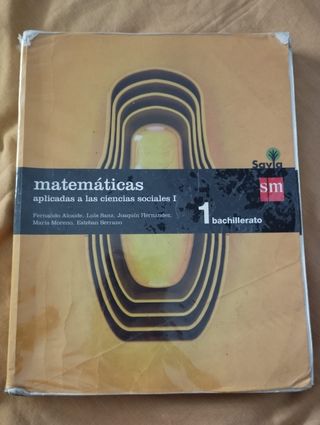 Savia
sm
matemáticas
aplicadas a las ciencias sociales I
Fernando Alcaide, Luis Sanz, Joaquín Hernández,
María Moreno, Esteban Serrano
1 bachillerato